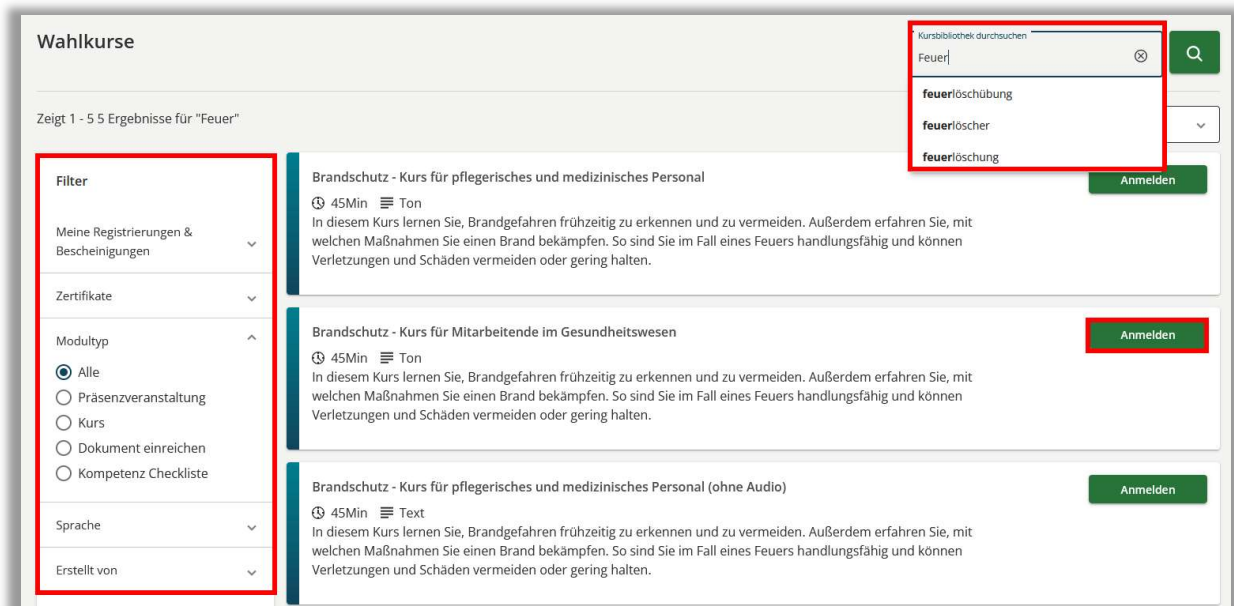 Wahlkurse
Kursbibliothek durchsuchen
Feuer
feuerlöschübung
feuerlöscher
feuerlöschung
Zeigt 1 - 5 5 Ergebnisse für "Feuer"
Filter
Meine Registrierungen &
Bescheinigungen
Zertifikate
Modultyp
Alle
Präsenzveranstaltung
Kurs
Dokument einreichen
Kompetenz Checkliste
Sprache
Erstellt von
Brandschutz - Kurs für pflegerisches und medizinisches Personal
Anmelden
45Min Ton
In diesem Kurs lernen Sie, Brandgefahren frühzeitig zu erkennen und zu vermeiden. Außerdem erfahren Sie, mit
welchen Maßnahmen Sie einen Brand bekämpfen. So sind Sie im Fall eines Feuers handlungsfähig und können
Verletzungen und Schäden vermeiden oder gering halten.
Brandschutz - Kurs für Mitarbeitende im Gesundheitswesen
Anmelden
45Min Ton
In diesem Kurs lernen Sie, Brandgefahren frühzeitig zu erkennen und zu vermeiden. Außerdem erfahren Sie, mit
welchen Maßnahmen Sie einen Brand bekämpfen. So sind Sie im Fall eines Feuers handlungsfähig und können
Verletzungen und Schäden vermeiden oder gering halten.
Brandschutz - Kurs für pflegerisches und medizinisches Personal (ohne Audio)
Anmelden
45Min Text
In diesem Kurs lernen Sie, Brandgefahren frühzeitig zu erkennen und zu vermeiden. Außerdem erfahren Sie, mit
welchen Maßnahmen Sie einen Brand bekämpfen. So sind Sie im Fall eines Feuers handlungsfähig und können
Verletzungen und Schäden vermeiden oder gering halten.